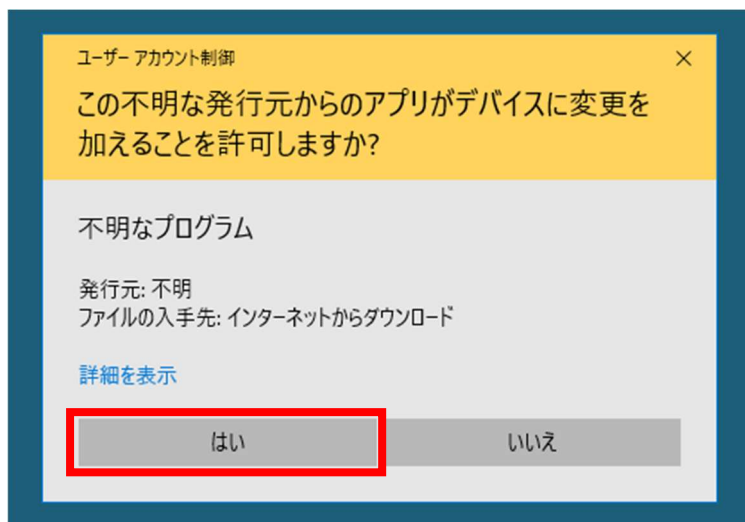 ユーザー アカウント制御
この不明な発行元からのアプリがデバイスに変更を
加えることを許可しますか?
不明なプログラム
発行元: 不明
ファイルの入手先: インターネットからダウンロード
詳細を表示
はい
いいえ